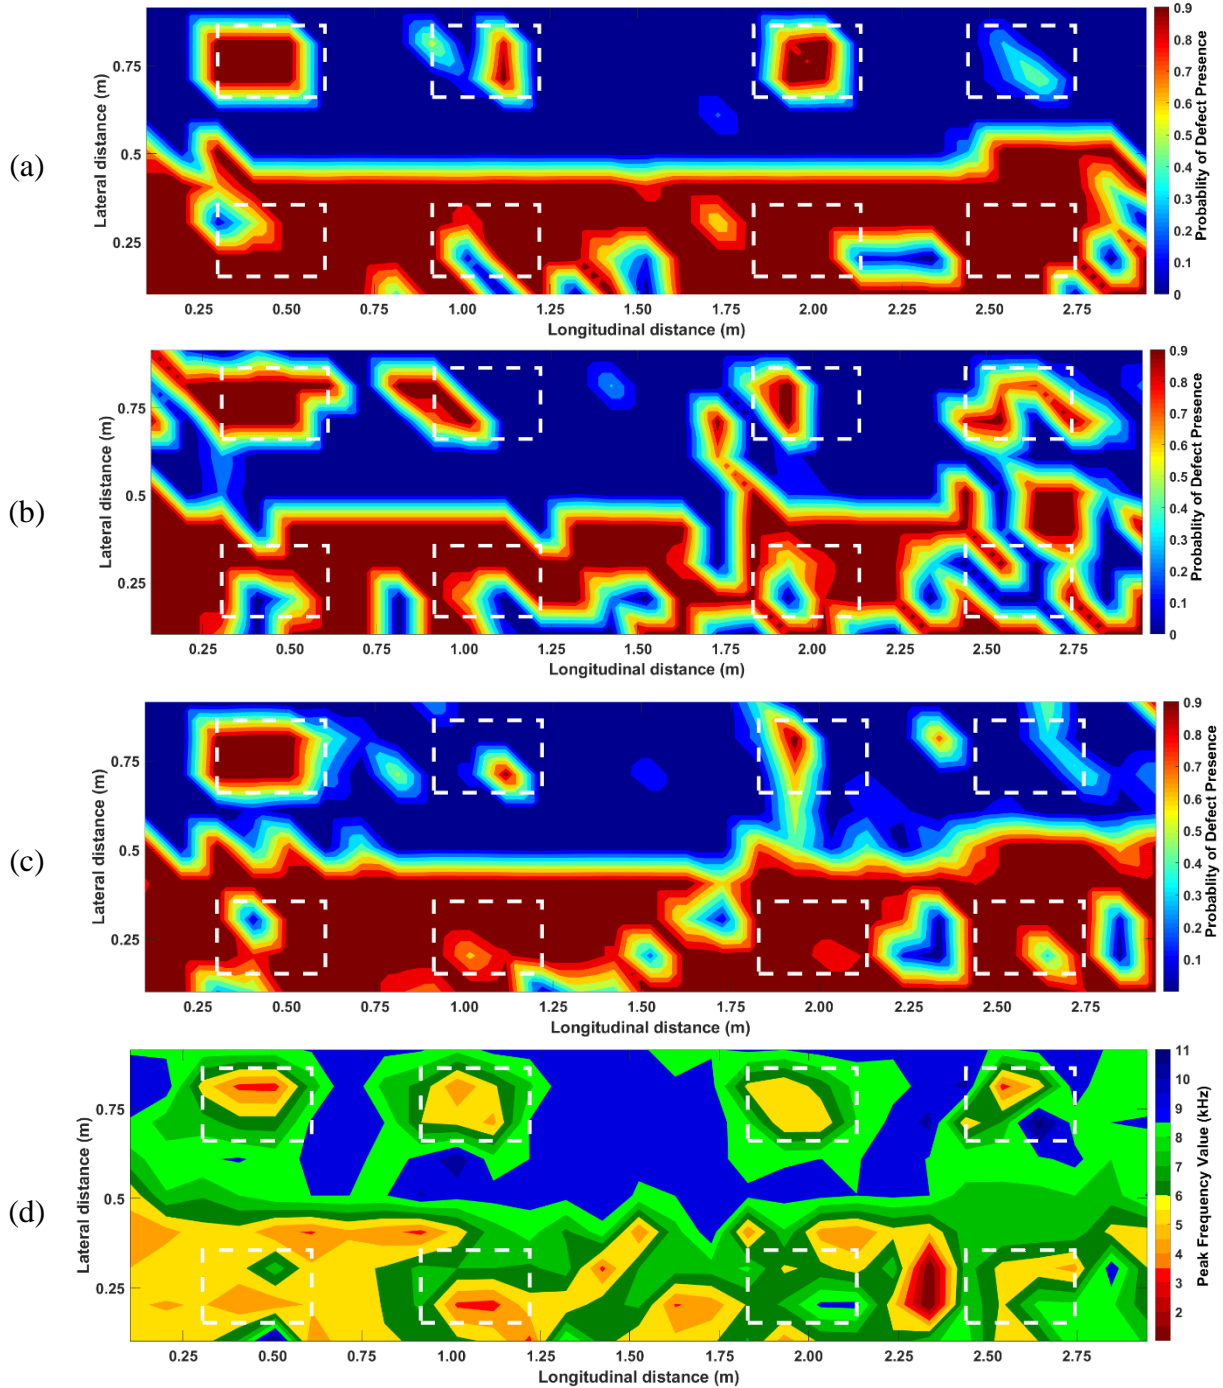 (a)
Lateral distance (m)
0.75
0.5
0.25
0.25 0.50 0.75 1.00 1.25 1.50 1.75 2.00 2.25 2.50 2.75
Longitudinal distance (m)
0.9
0.8
0.7
0.6
0.5
0.4
0.3
0.2
0.1
0
Probablity of Defect Presence
(b)
Lateral distance (m)
0.75
0.5
0.25
0.25 0.50 0.75 1.00 1.25 1.50 1.75 2.00 2.25 2.50 2.75
Longitudinal distance (m)
0.9
0.8
0.7
0.6
0.5
0.4
0.3
0.2
0.1
0
Probablity of Defect Presence
(c)
Lateral distance (m)
0.75
0.5
0.25
0.25 0.50 0.75 1.00 1.25 1.50 1.75 2.00 2.25 2.50 2.75
Longitudinal distance (m)
0.9
0.8
0.7
0.6
0.5
0.4
0.3
0.2
0.1
Probablity of Defect Presence
(d)
Lateral distance (m)
0.75
0.5
0.25
0.25 0.50 0.75 1.00 1.25 1.50 1.75 2.00 2.25 2.50 2.75
Longitudinal distance (m)
11
10
9
8
7
6
5
4
3
2
Peak Frequency Value (kHz)